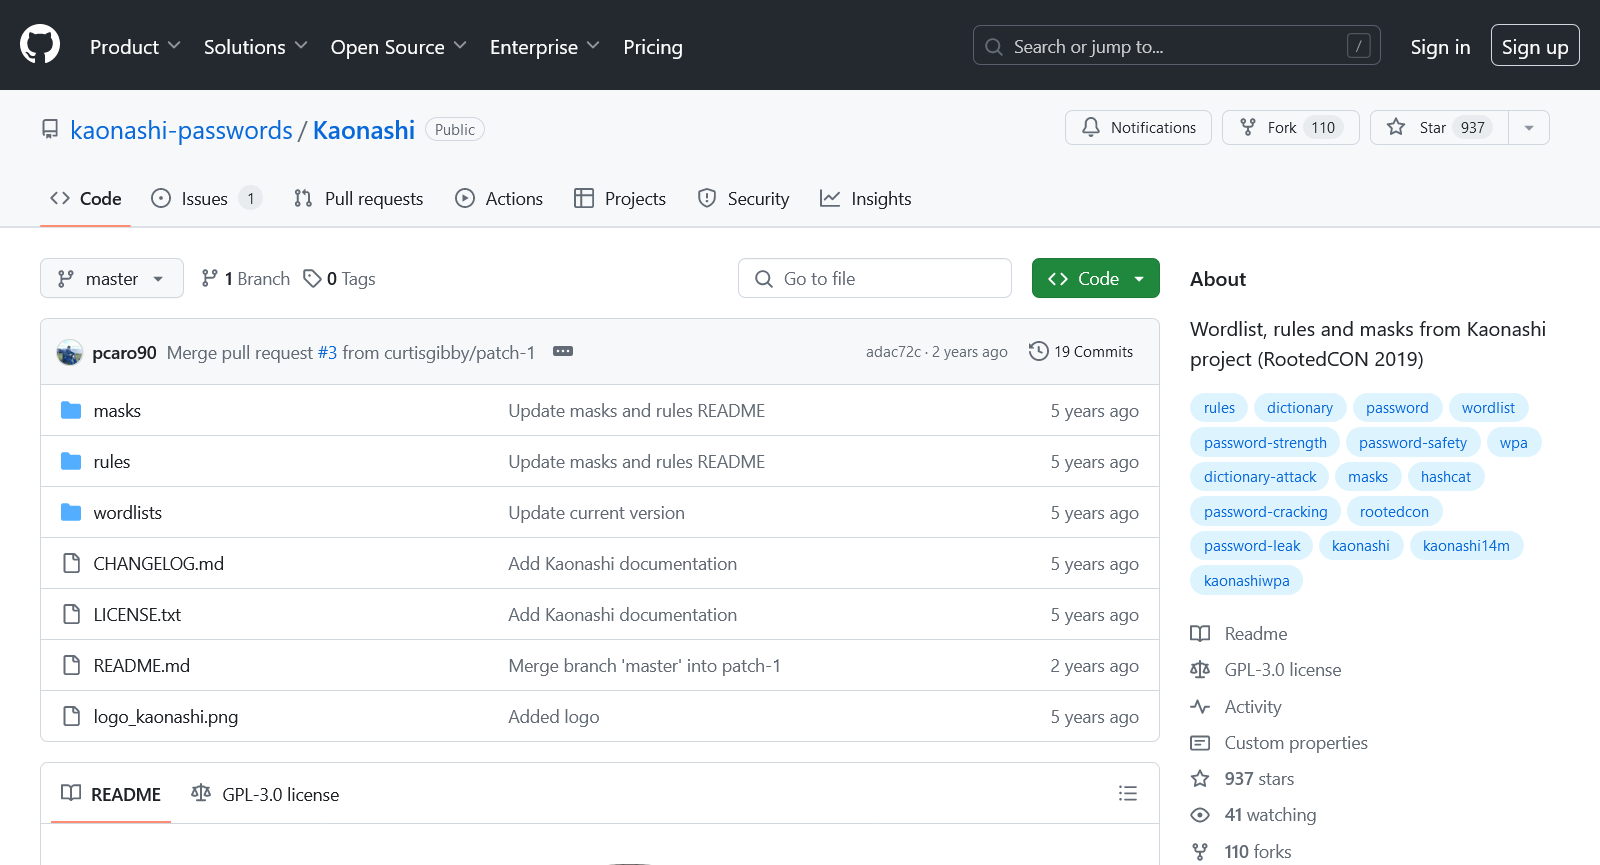 Product Solutions Open Source Enterprise Pricing Search or jump to... / Sign in Sign up
kaonashi-passwords / Kaonashi Public Notifications Fork 110 Star 937
Code Issues 1 Pull requests Actions Projects Security Insights
master 1 Branch 0 Tags Go to file Code
pcaro90 Merge pull request #3 from curtisgibby/patch-1 adac72c · 2 years ago 19 Commits
masks Update masks and rules README 5 years ago
rules Update masks and rules README 5 years ago
wordlists Update current version 5 years ago
CHANGELOG.md Add Kaonashi documentation 5 years ago
LICENSE.txt Add Kaonashi documentation 5 years ago
README.md Merge branch 'master' into patch-1 2 years ago
logo_kaonashi.png Added logo 5 years ago
README GPL-3.0 license
About
Wordlist, rules and masks from Kaonashi
project (RootedCON 2019)
rules dictionary password wordlist
password-strength password-safety wpa
dictionary-attack masks hashcat
password-cracking rootedcon
password-leak kaonashi kaonashi14m
kaonashiwpa
Readme
GPL-3.0 license
Activity
Custom properties
937 stars
41 watching
110 forks